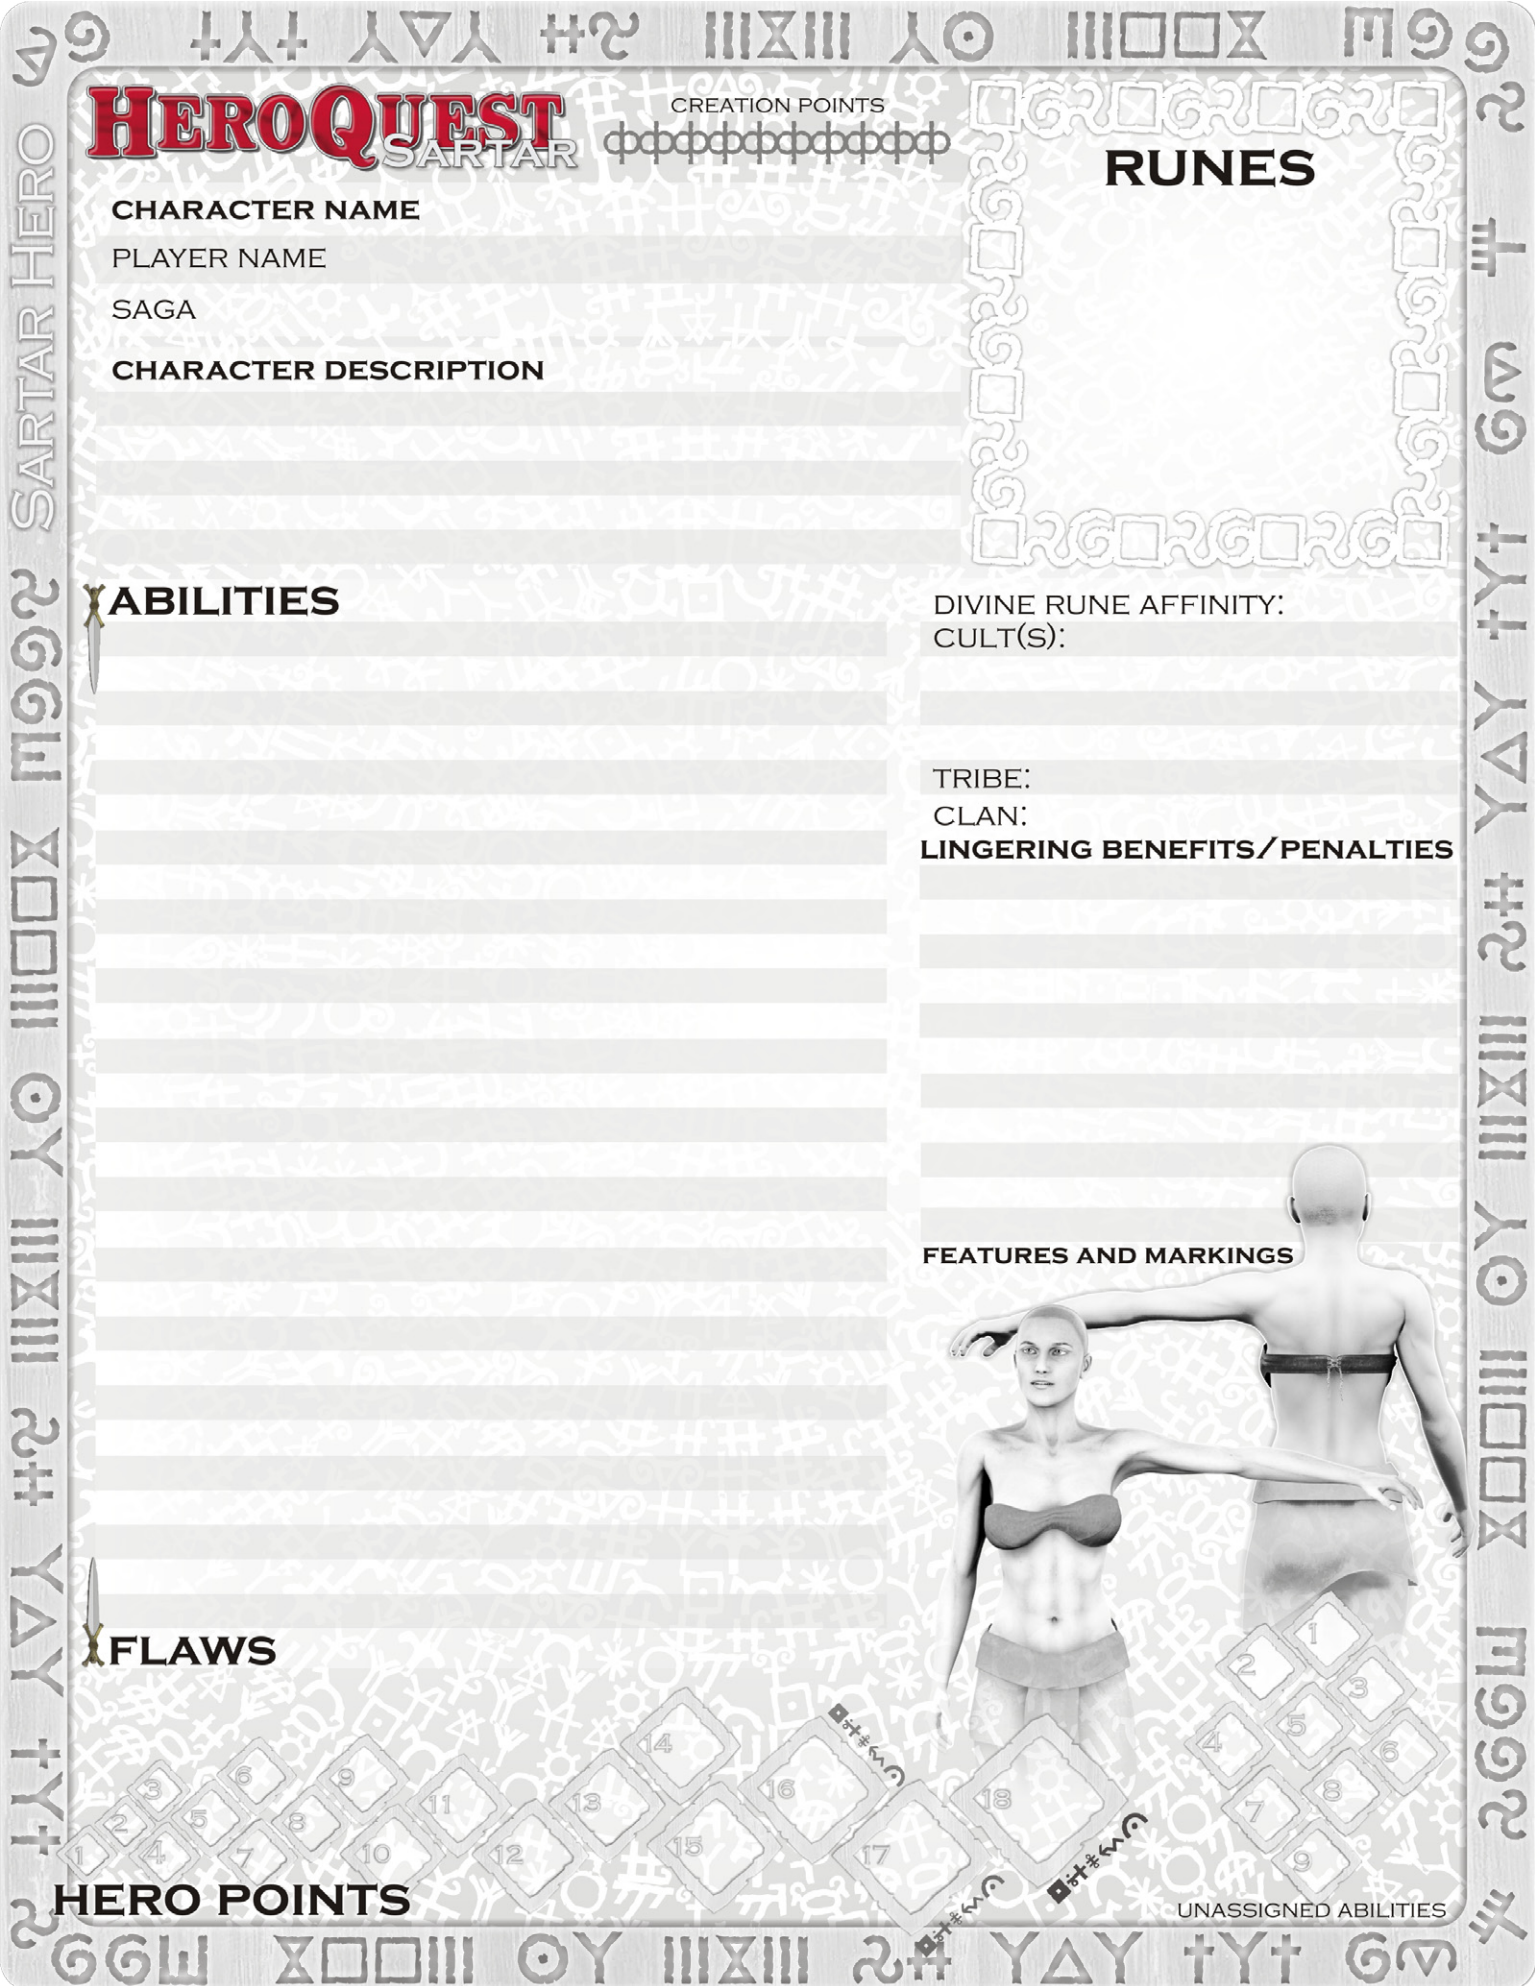 HEROQUEST
SARTAR
CREATION POINTS
RUNES
SARTAR HERO
CHARACTER NAME
PLAYER NAME
SAGA
CHARACTER DESCRIPTION
ABILITIES
DIVINE RUNE AFFINITY:
CULT(S):
TRIBE:
CLAN:
LINGERING BENEFITS/PENALTIES
FEATURES AND MARKINGS
FLAWS
1
2
3
4
5
6
7
8
9
10
11
12
13
14
15
16
17
18
HERO POINTS
1
2
3
4
5
6
7
8
9
UNASSIGNED ABILITIES